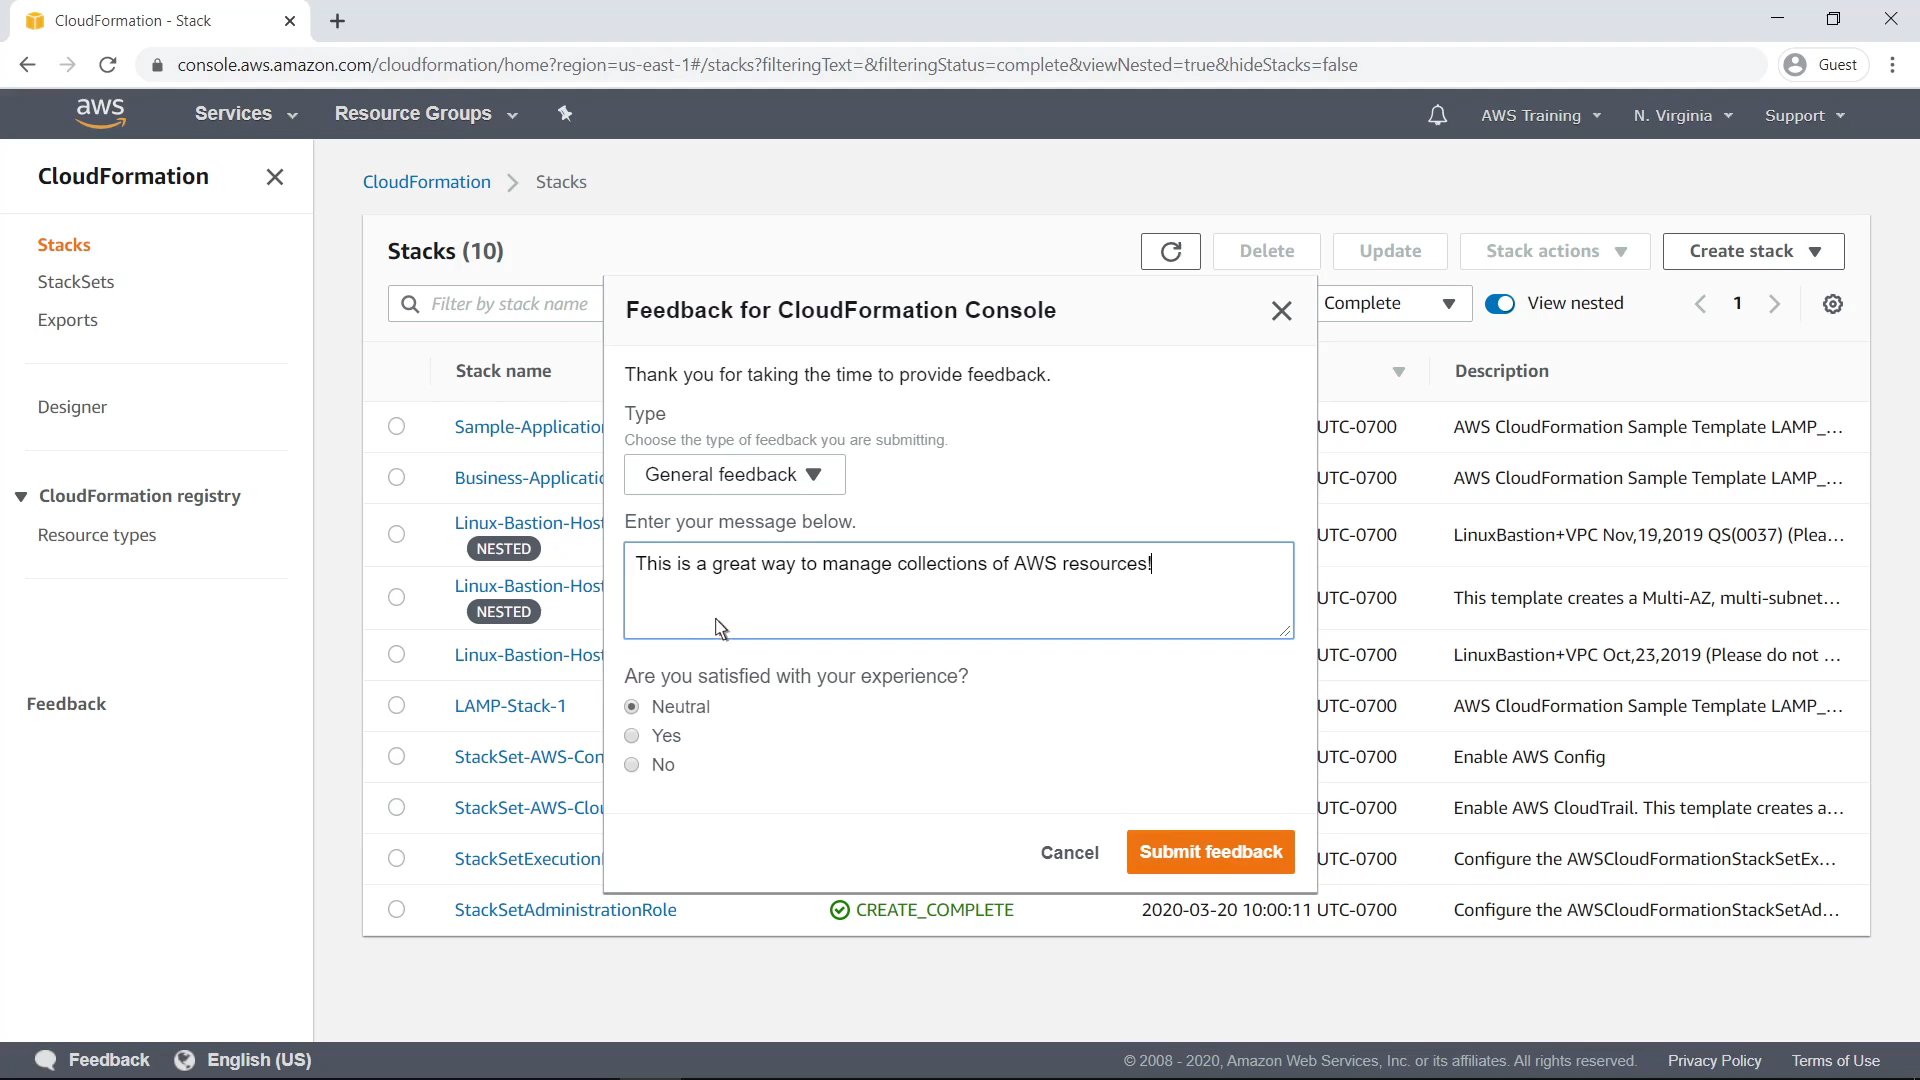 CloudFormation - Stack
console.aws.amazon.com/cloudformation/home?region=us-east-1#/stacks?filteringText=&filteringStatus=complete&viewNested=true&hideStacks=false
Guest
aws
Services
Resource Groups
AWS Training
N. Virginia
Support
CloudFormation
Stacks
StackSets
Exports
Designer
CloudFormation registry
Resource types
Feedback
CloudFormation
Stacks
Stacks (10)
Delete
Update
Stack actions
Create stack
Filter by stack name
Complete
View nested
1
Stack name
Description
Sample-Application
UTC-0700
AWS CloudFormation Sample Template LAMP_...
Business-Applicatio
UTC-0700
AWS CloudFormation Sample Template LAMP_...
Linux-Bastion-Host
NESTED
UTC-0700
LinuxBastion+VPC Nov,19,2019 QS(0037) (Plea...
Linux-Bastion-Host
NESTED
UTC-0700
This template creates a Multi-AZ, multi-subnet...
Linux-Bastion-Host
UTC-0700
LinuxBastion+VPC Oct,23,2019 (Please do not ...
LAMP-Stack-1
UTC-0700
AWS CloudFormation Sample Template LAMP_...
StackSet-AWS-Con
UTC-0700
Enable AWS Config
StackSet-AWS-Clou
UTC-0700
Enable AWS CloudTrail. This template creates a...
StackSetExecution
UTC-0700
Configure the AWSCloudFormationStackSetEx...
StackSetAdministrationRole
CREATE_COMPLETE
2020-03-20 10:00:11 UTC-0700
Configure the AWSCloudFormationStackSetAd...
Feedback for CloudFormation Console
Thank you for taking the time to provide feedback.
Type
Choose the type of feedback you are submitting.
General feedback
Enter your message below.
This is a great way to manage collections of AWS resources!
Are you satisfied with your experience?
Neutral
Yes
No
Cancel
Submit feedback
Feedback
English (US)
© 2008 - 2020, Amazon Web Services, Inc. or its affiliates. All rights reserved.
Privacy Policy
Terms of Use